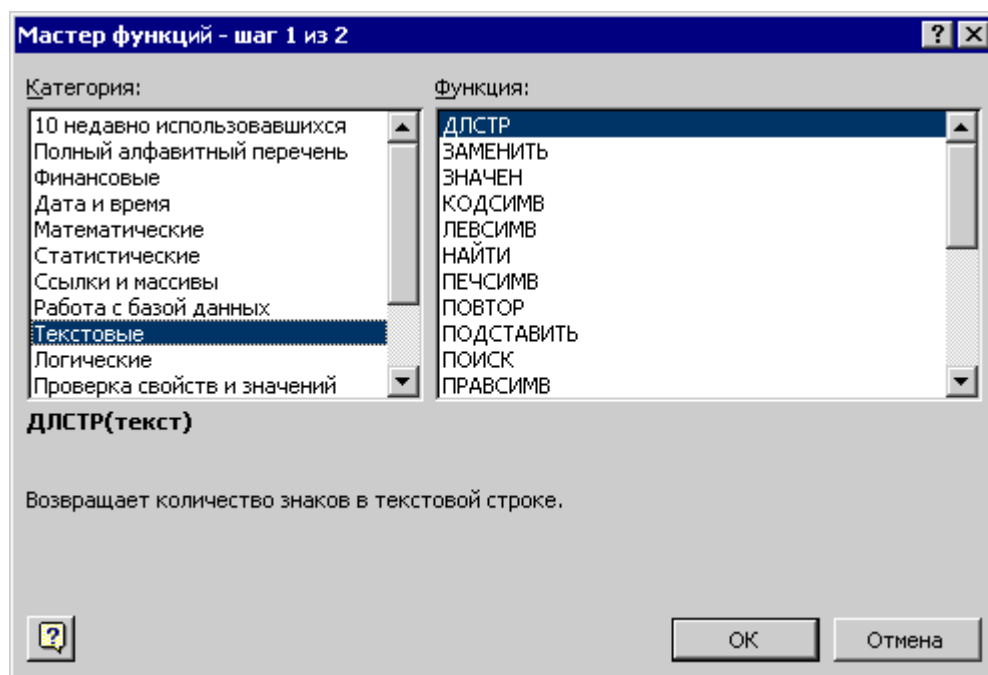 Мастер функций - шаг 1 из 2
Категория:
10 недавно использовавшихся
Полный алфавитный перечень
Финансовые
Дата и время
Математические
Статистические
Ссылки и массивы
Работа с базой данных
Текстовые
Логические
Проверка свойств и значений
Функция:
ДЛСТР
ЗАМЕНИТЬ
ЗНАЧЕН
КОДСИМВ
ЛЕВСИМВ
НАЙТИ
ПЕЧСИМВ
ПОВТОР
ПОДСТАВИТЬ
ПОИСК
ПРАВСИМВ
ДЛСТР(текст)
Возвращает количество знаков в текстовой строке.
ОК
Отмена